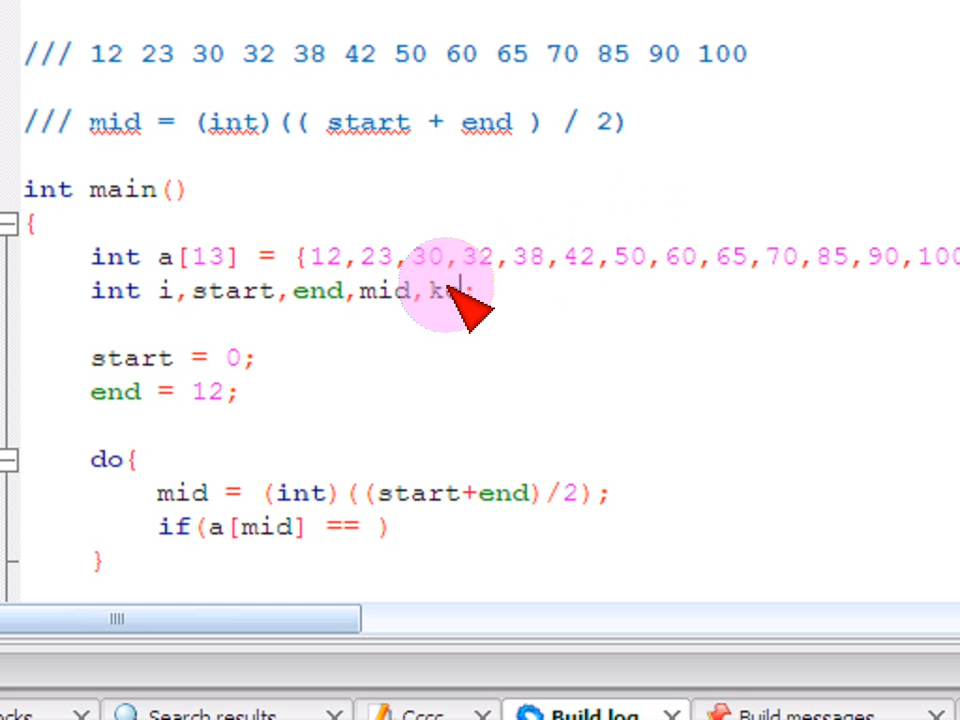 /// 12 23 30 32 38 42 50 60 65 70 85 90 100
/// mid = (int)(( start + end ) / 2)
int main()
{
int a[13] = {12,23,30,32,38,42,50,60,65,70,85,90,100
int i,start,end,mid,
start = 0;
end = 12;
do{
mid = (int)((start+end)/2);
if(a[mid] == )
}
Search results
Cccc
Build log
Build messages